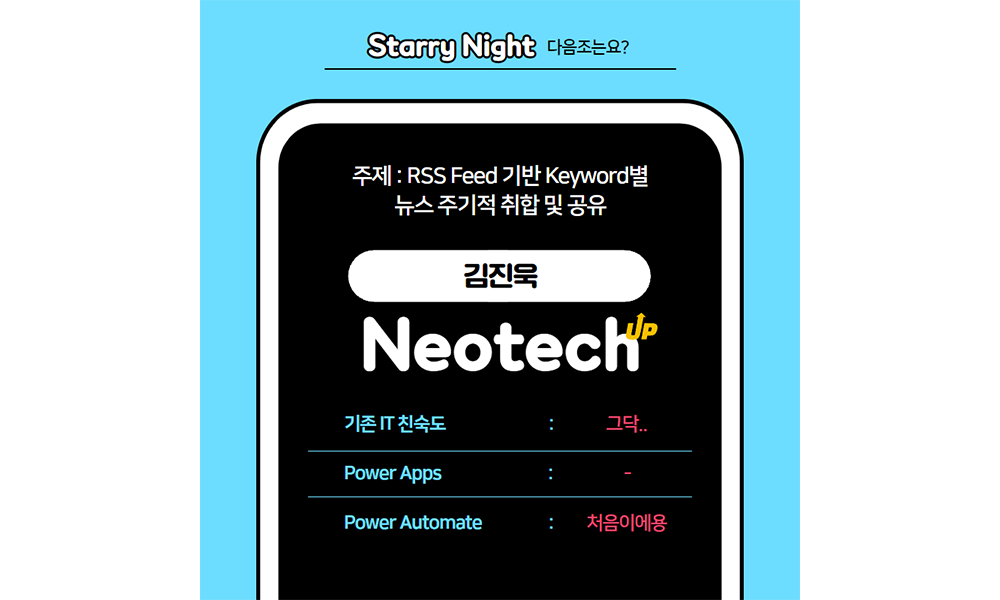 Starry Night 다음조는요?
주제 : RSS Feed 기반 Keyword별
뉴스 주기적 취합 및 공유
김진욱
Neotech UP
기존 IT 친숙도 : 그닥..
Power Apps : -
Power Automate : 처음이에용